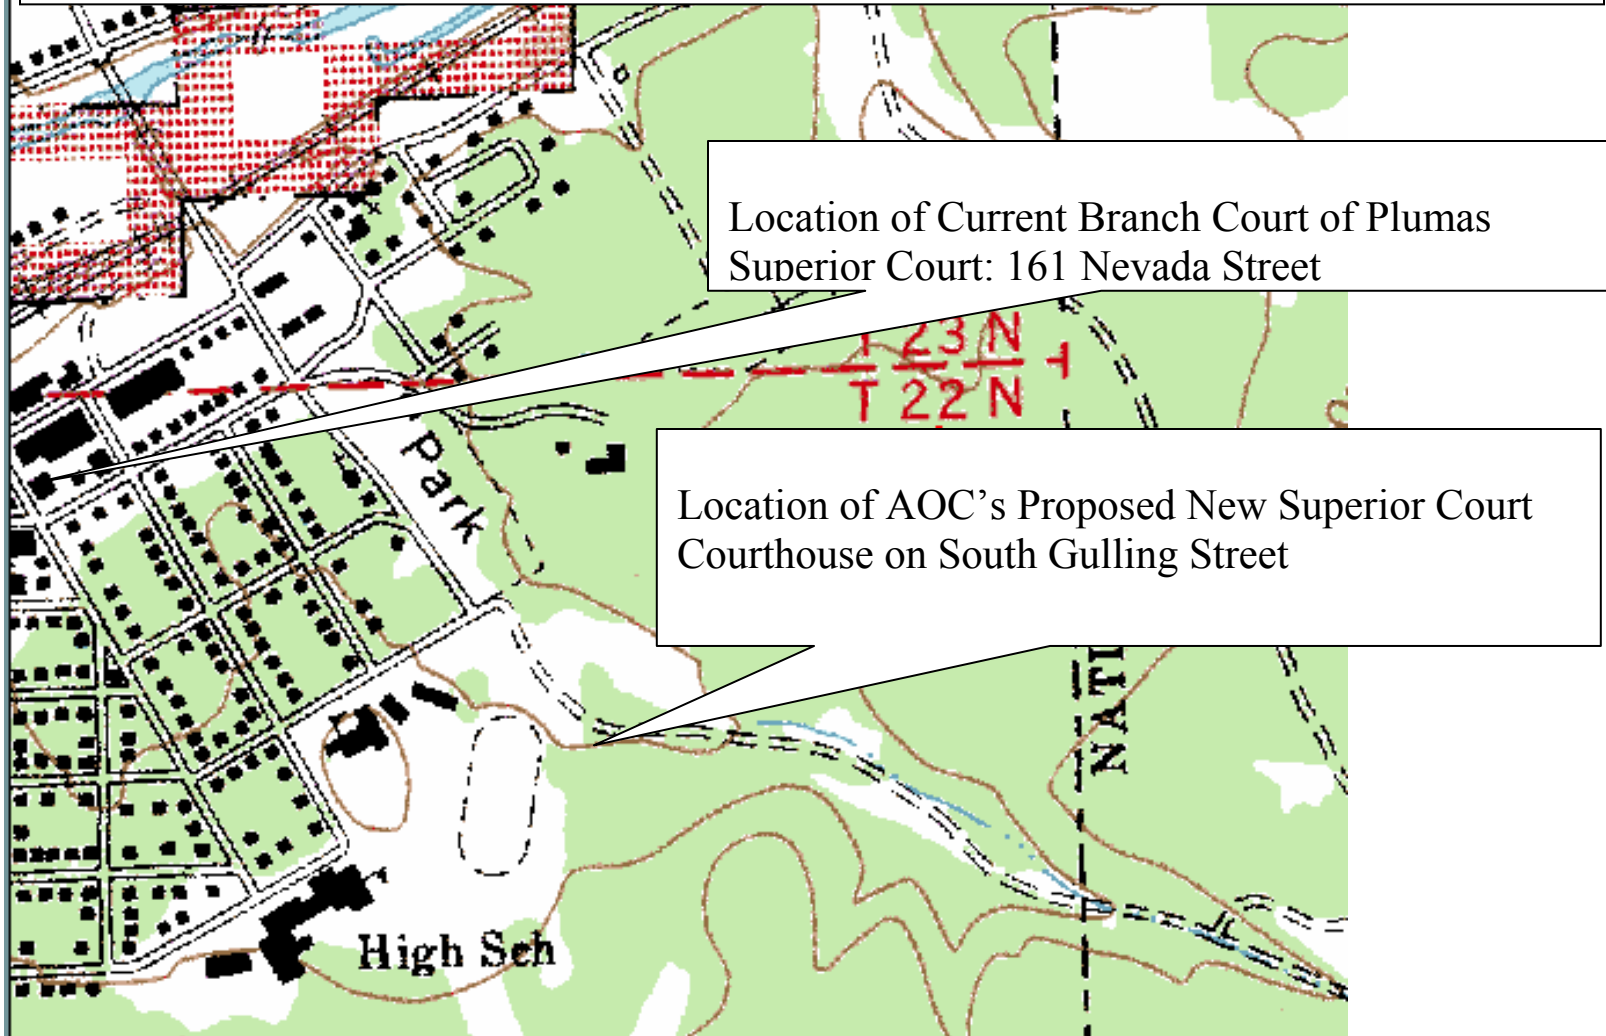 Location of Current Branch Court of Plumas
Superior Court: 161 Nevada Street
T 23 N
T 22 N
Park
Location of AOC’s Proposed New Superior Court
Courthouse on South Gulling Street
High Sch